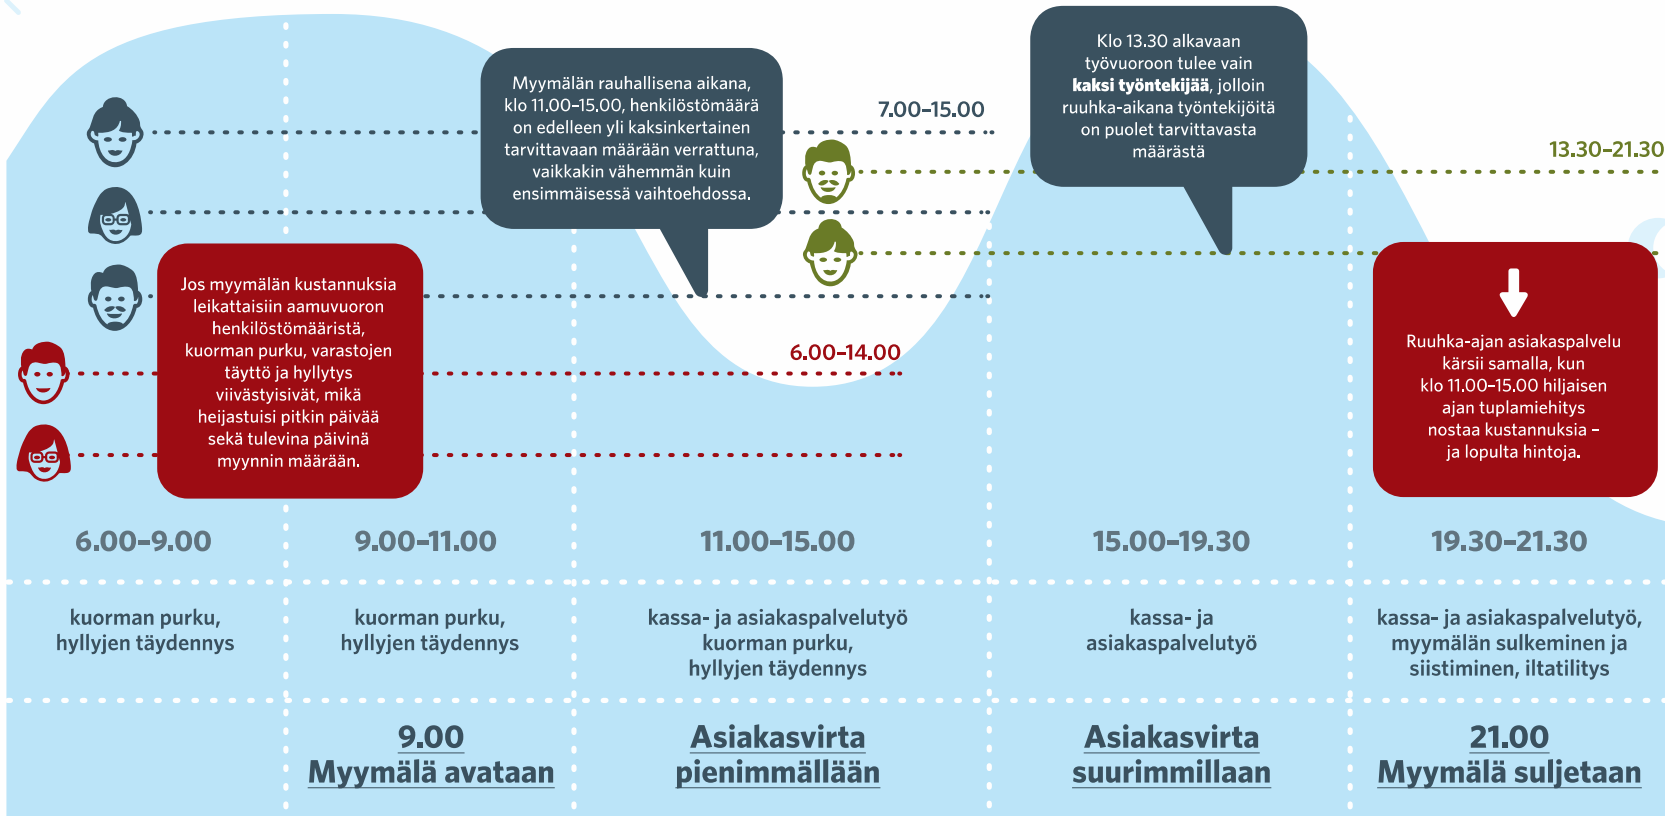 Myymälän rauhallisena aikana,
klo 11.00–15.00, henkilöstömäärä
on edelleen yli kaksinkertainen
tarvittavaan määrään verrattuna,
vaikkakin vähemmän kuin
ensimmäisessä vaihtoehdossa.
7.00–15.00
Klo 13.30 alkavaan
työvuoroon tulee vain
kaksi työntekijää, jolloin
ruuhka-aikana työntekijöitä
on puolet tarvittavasta
määrästä
13.30–21.30
Jos myymälän kustannuksia
leikattaisiin aamuvuoron
henkilöstömääristä,
kuorman purku, varastojen
täyttö ja hyllytys
viivästyisivät, mikä
heijastuisi pitkin päivää
sekä tulevina päivinä
myynnin määrään.
6.00–14.00
Ruuhka-ajan asiakaspalvelu
kärsii samalla, kun
klo 11.00–15.00 hiljaisen
ajan tuplamiehitys
nostaa kustannuksia –
ja lopulta hintoja.
6.00–9.00
9.00–11.00
11.00–15.00
15.00–19.30
19.30–21.30
kuorman purku,
hyllyjen täydennys
kuorman purku,
hyllyjen täydennys
kassa- ja asiakaspalvelutyö
kuorman purku,
hyllyjen täydennys
kassa- ja
asiakaspalvelutyö
kassa- ja asiakaspalvelutyö,
myymälän sulkeminen ja
siistiminen, iltatilitys
9.00
Myymälä avataan
Asiakasvirta
pienimmällään
Asiakasvirta
suurimmillaan
21.00
Myymälä suljetaan